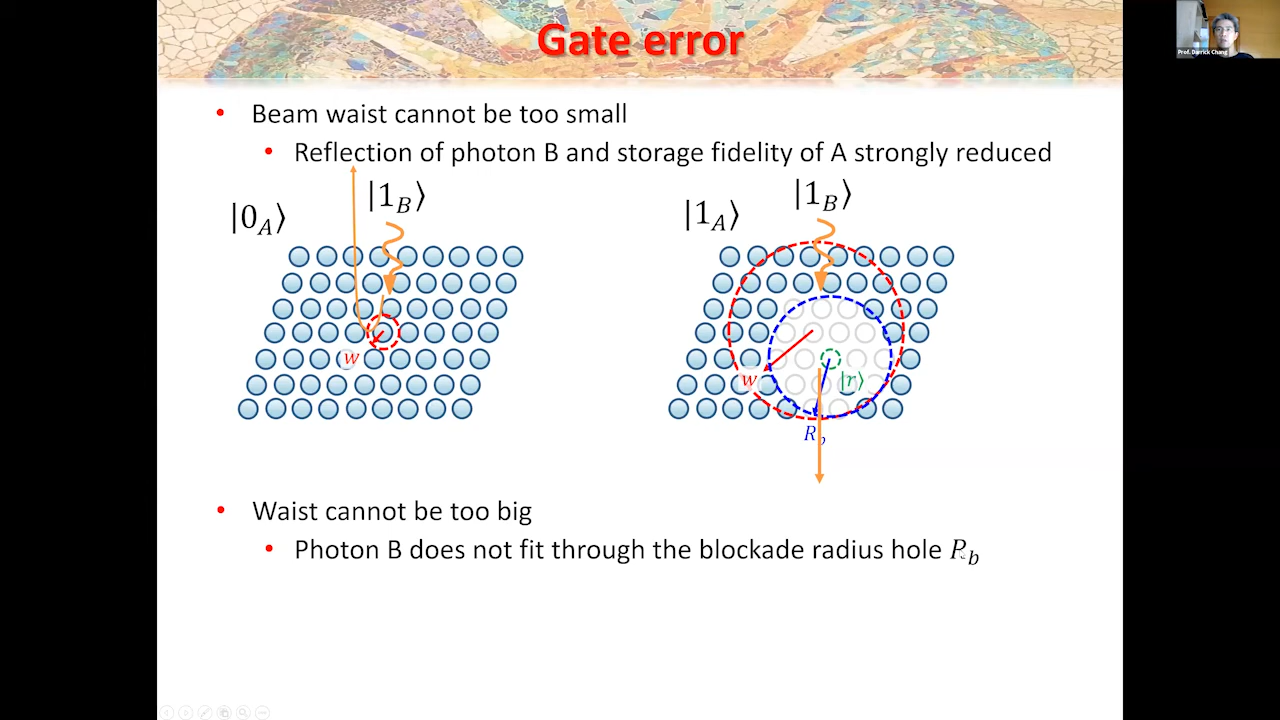 Gate error
Prof. Darrick Chang
• Beam waist cannot be too small
• Reflection of photon B and storage fidelity of A strongly reduced
|0_A⟩
|1_B⟩
|1_A⟩
|1_B⟩
w
w
|r⟩
R_b
• Waist cannot be too big
• Photon B does not fit through the blockade radius hole R_b